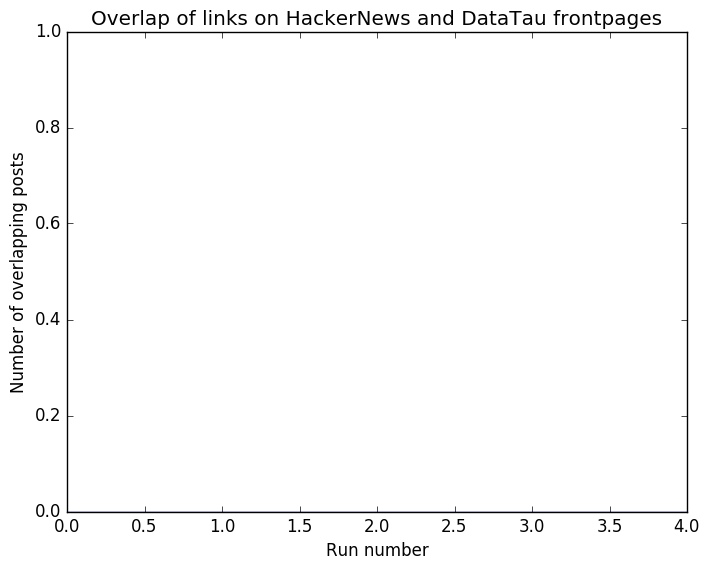 Overlap of links on HackerNews and DataTau frontpages
1.0
0.8
0.6
0.4
0.2
0.0
Number of overlapping posts
0.0 0.5 1.0 1.5 2.0 2.5 3.0 3.5 4.0
Run number